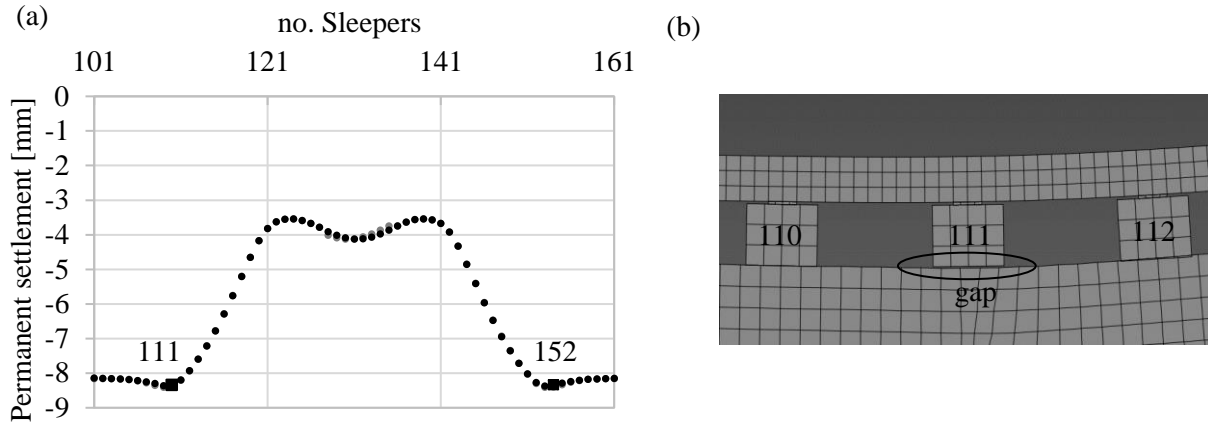 (a)
no. Sleepers
101 121 141 161
Permanent settlement [mm]
0
-1
-2
-3
-4
-5
-6
-7
-8
-9
111
152
(b)
110 111 112
gap